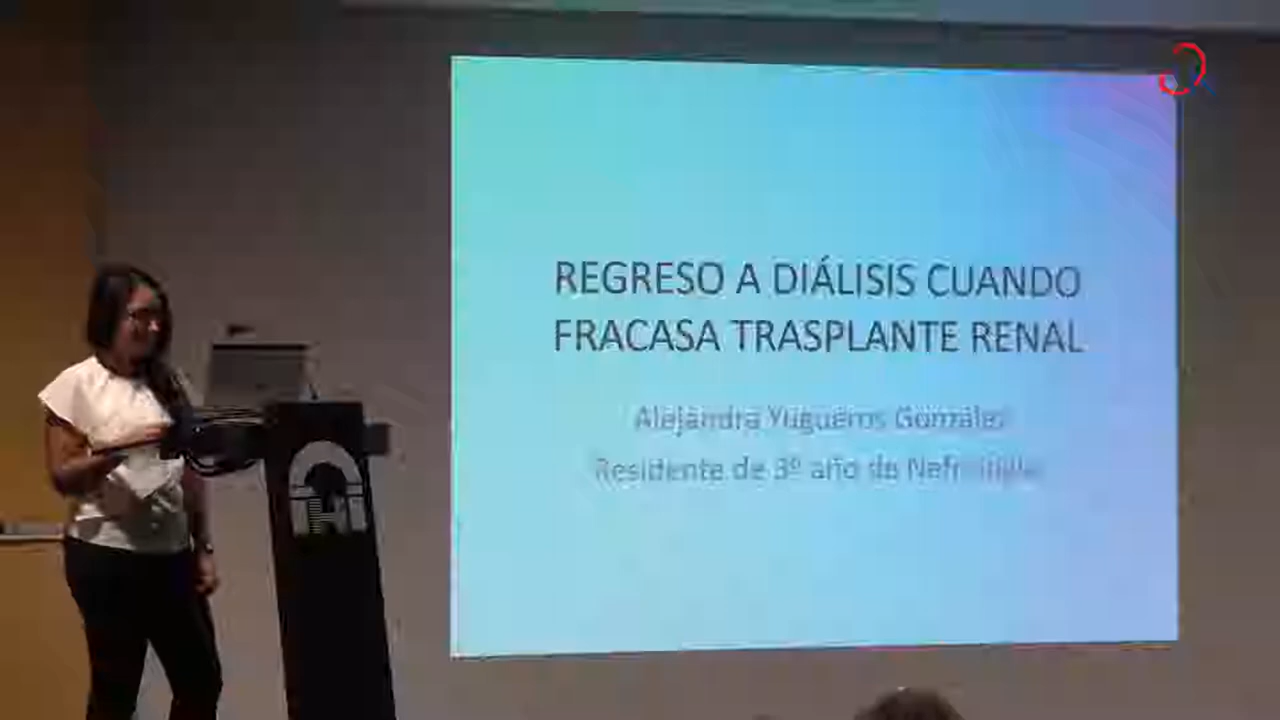 REGRESO A DIÁLISIS CUANDO
FRACASA TRASPLANTE RENAL
Alejandra Yugueros González
Residente de 3º año de